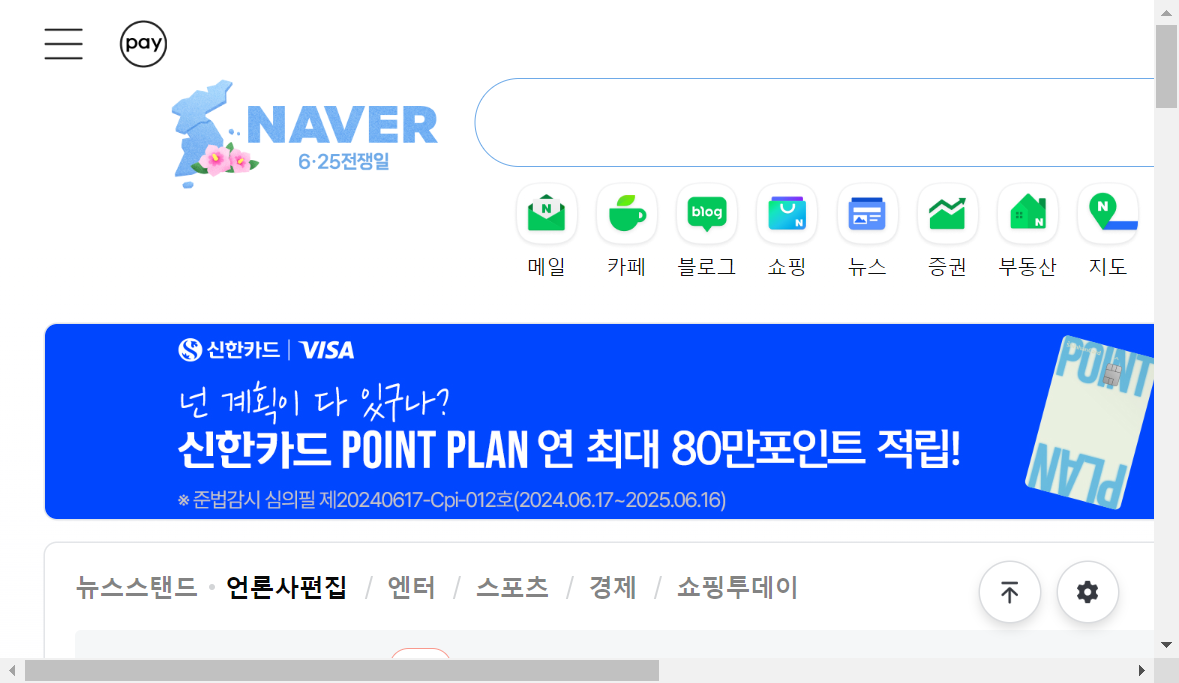 pay
NAVER
6·25전쟁일
N
blog
N
N
N
메일 카페 블로그 쇼핑 뉴스 증권 부동산 지도
신한카드 | VISA
넌 계획이 다 있구나?
신한카드 POINT PLAN 연 최대 80만포인트 적립!
※ 준법감시 심의필 제20240617-Cpi-012호(2024.06.17~2025.06.16)
POINT
PLAN
뉴스스탠드 · 언론사편집 / 엔터 / 스포츠 / 경제 / 쇼핑투데이